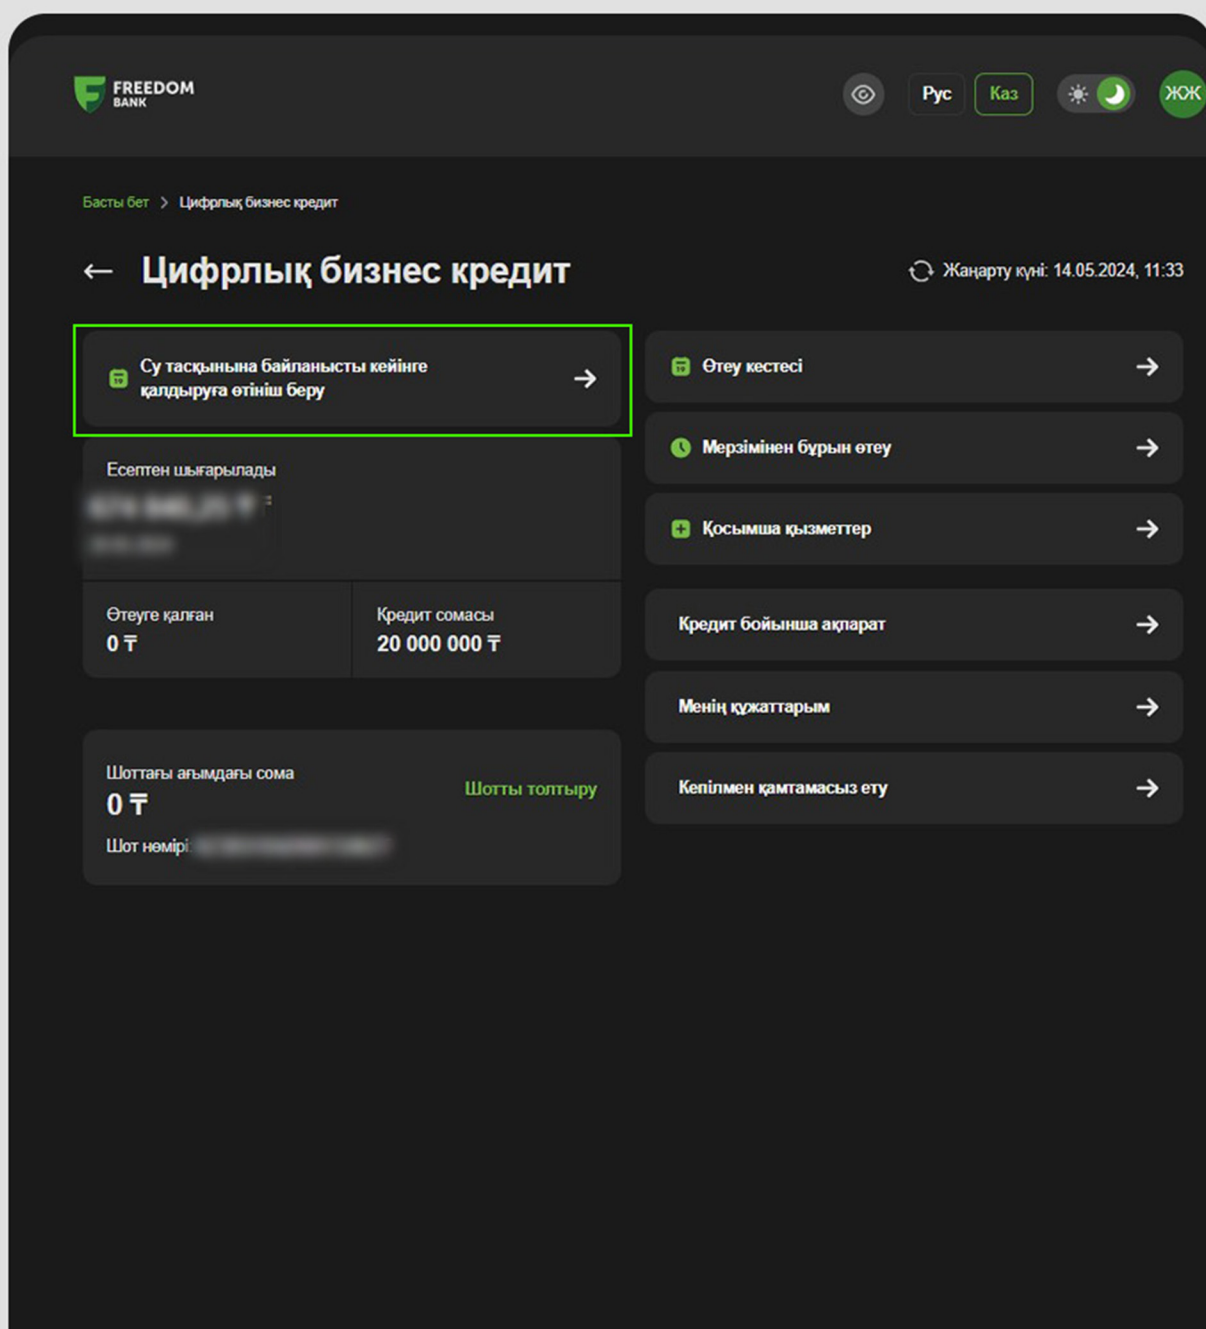 FREEDOM
BANK
Рус
Каз
ЖЖ
Басты бет > Цифрлық бизнес кредит
← Цифрлық бизнес кредит
Жаңарту күні: 14.05.2024, 11:33
Су тасқынына байланысты кейінге
қалдыруға өтініш беру
Есептен шығарылады
Өтеуге қалған
0 ₸
Кредит сомасы
20 000 000 ₸
Шоттағы ағымдағы сома
0 ₸
Шотты толтыру
Шот нөмірі
Өтеу кестесі
Мерзімінен бұрын өтеу
Қосымша қызметтер
Кредит бойынша ақпарат
Менің құжаттарым
Кепілмен қамтамасыз ету